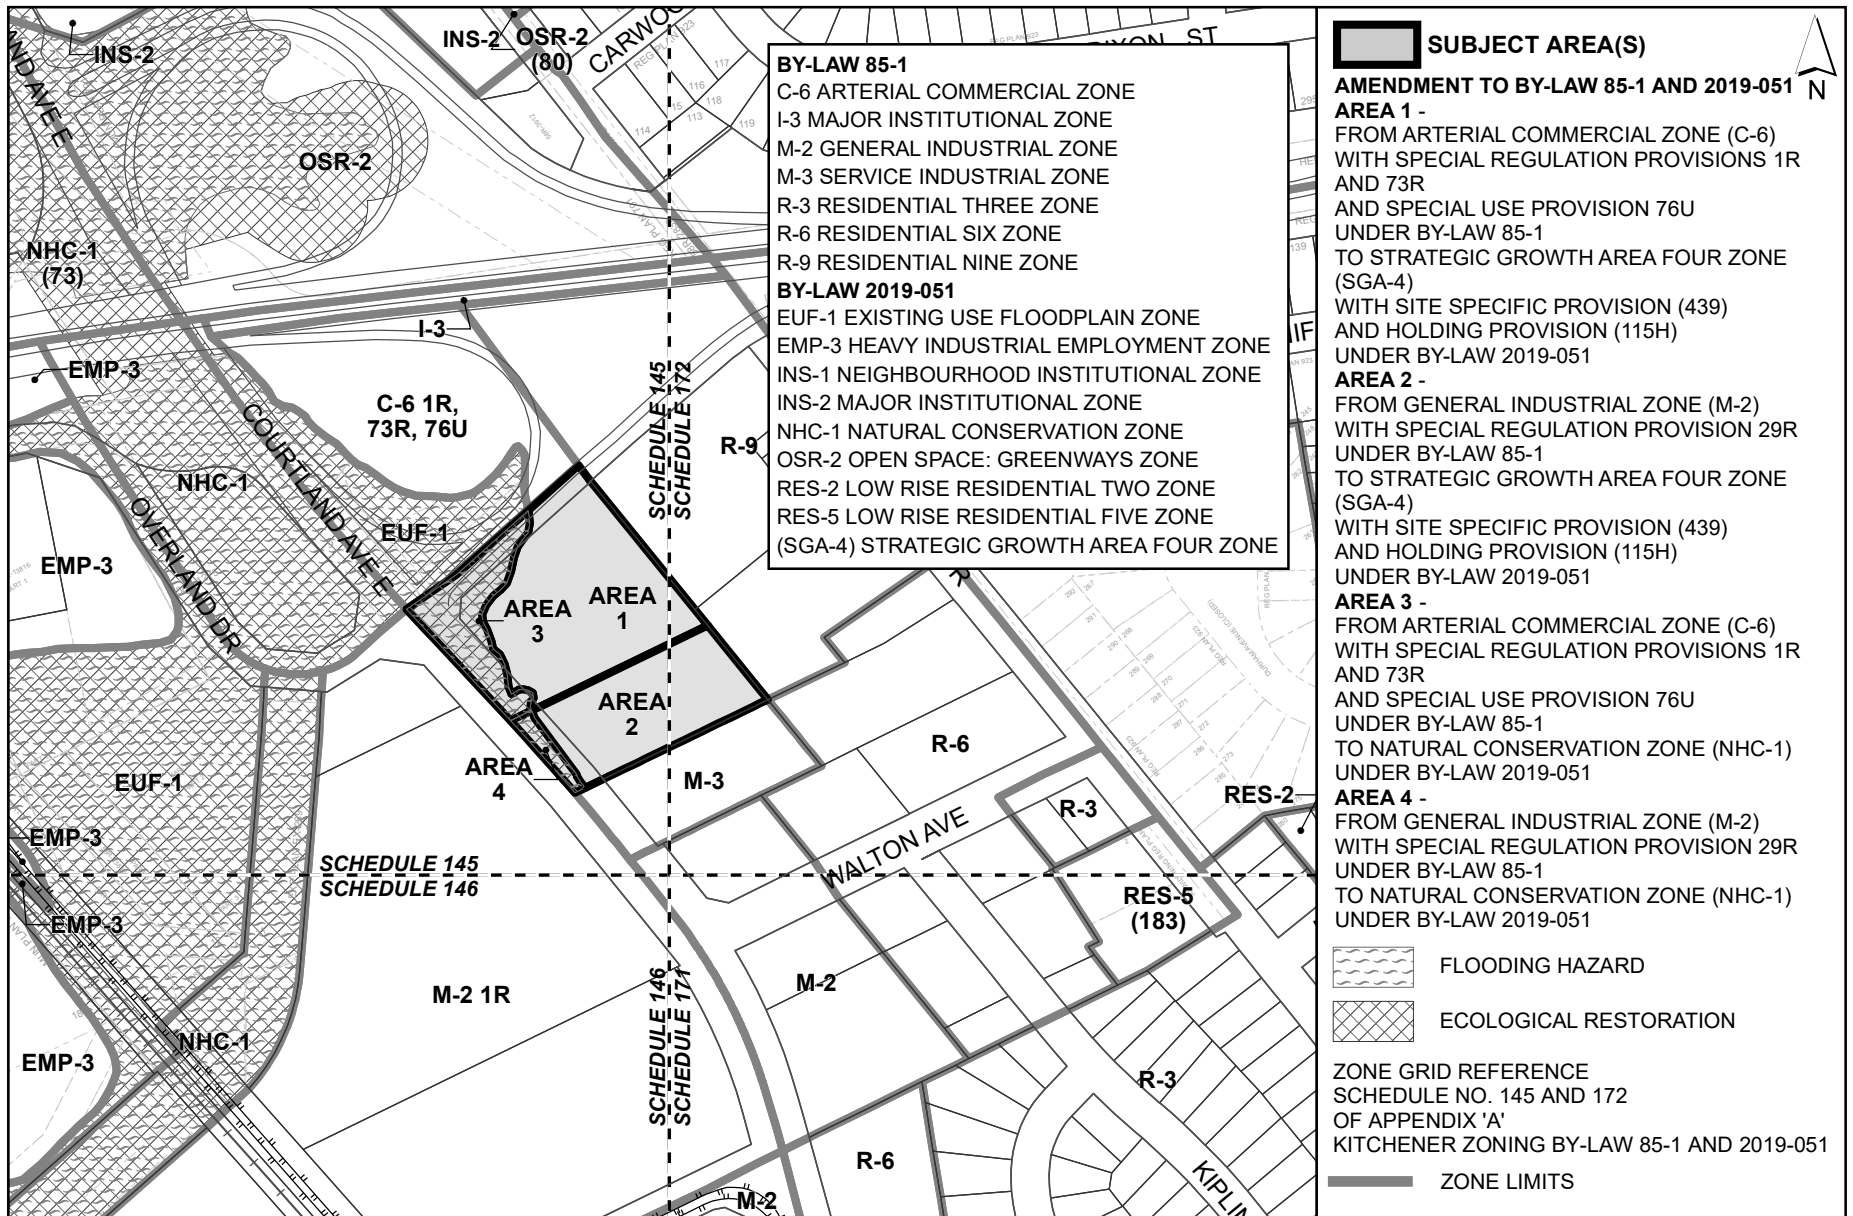 INS-2
INS-2
OSR-2
(80)
CARWOO
REG PLAN 923
117
116
115
118
114
113
119
58R-3912
ST
REG PLAN 923
OSR-2
NHC-1
(73)
I-3
EMP-3
C-6 1R,
73R, 76U
SCHEDULE 145
SCHEDULE 172
R-9
NHC-1
COURTLAND AVE E
OVERLAND DR
EUF-1
EMP-3
AREA
3
AREA
1
AREA
2
AREA
4
M-3
R-6
EUF-1
EMP-3
R-3
RES-2
WALTON AVE
SCHEDULE 145
SCHEDULE 146
EMP-3
RES-5
(183)
SCHEDULE 146
SCHEDULE 171
M-2 1R
M-2
NHC-1
EMP-3
R-3
R-6
KIPLIN
M-2
BY-LAW 85-1
C-6 ARTERIAL COMMERCIAL ZONE
I-3 MAJOR INSTITUTIONAL ZONE
M-2 GENERAL INDUSTRIAL ZONE
M-3 SERVICE INDUSTRIAL ZONE
R-3 RESIDENTIAL THREE ZONE
R-6 RESIDENTIAL SIX ZONE
R-9 RESIDENTIAL NINE ZONE
BY-LAW 2019-051
EUF-1 EXISTING USE FLOODPLAIN ZONE
EMP-3 HEAVY INDUSTRIAL EMPLOYMENT ZONE
INS-1 NEIGHBOURHOOD INSTITUTIONAL ZONE
INS-2 MAJOR INSTITUTIONAL ZONE
NHC-1 NATURAL CONSERVATION ZONE
OSR-2 OPEN SPACE: GREENWAYS ZONE
RES-2 LOW RISE RESIDENTIAL TWO ZONE
RES-5 LOW RISE RESIDENTIAL FIVE ZONE
(SGA-4) STRATEGIC GROWTH AREA FOUR ZONE
SUBJECT AREA(S)
N
AMENDMENT TO BY-LAW 85-1 AND 2019-051
AREA 1 -
FROM ARTERIAL COMMERCIAL ZONE (C-6)
WITH SPECIAL REGULATION PROVISIONS 1R
AND 73R
AND SPECIAL USE PROVISION 76U
UNDER BY-LAW 85-1
TO STRATEGIC GROWTH AREA FOUR ZONE
(SGA-4)
WITH SITE SPECIFIC PROVISION (439)
AND HOLDING PROVISION (115H)
UNDER BY-LAW 2019-051
AREA 2 -
FROM GENERAL INDUSTRIAL ZONE (M-2)
WITH SPECIAL REGULATION PROVISION 29R
UNDER BY-LAW 85-1
TO STRATEGIC GROWTH AREA FOUR ZONE
(SGA-4)
WITH SITE SPECIFIC PROVISION (439)
AND HOLDING PROVISION (115H)
UNDER BY-LAW 2019-051
AREA 3 -
FROM ARTERIAL COMMERCIAL ZONE (C-6)
WITH SPECIAL REGULATION PROVISIONS 1R
AND 73R
AND SPECIAL USE PROVISION 76U
UNDER BY-LAW 85-1
TO NATURAL CONSERVATION ZONE (NHC-1)
UNDER BY-LAW 2019-051
AREA 4 -
FROM GENERAL INDUSTRIAL ZONE (M-2)
WITH SPECIAL REGULATION PROVISION 29R
UNDER BY-LAW 85-1
TO NATURAL CONSERVATION ZONE (NHC-1)
UNDER BY-LAW 2019-051
FLOODING HAZARD
ECOLOGICAL RESTORATION
ZONE GRID REFERENCE
SCHEDULE NO. 145 AND 172
OF APPENDIX 'A'
KITCHENER ZONING BY-LAW 85-1 AND 2019-051
ZONE LIMITS